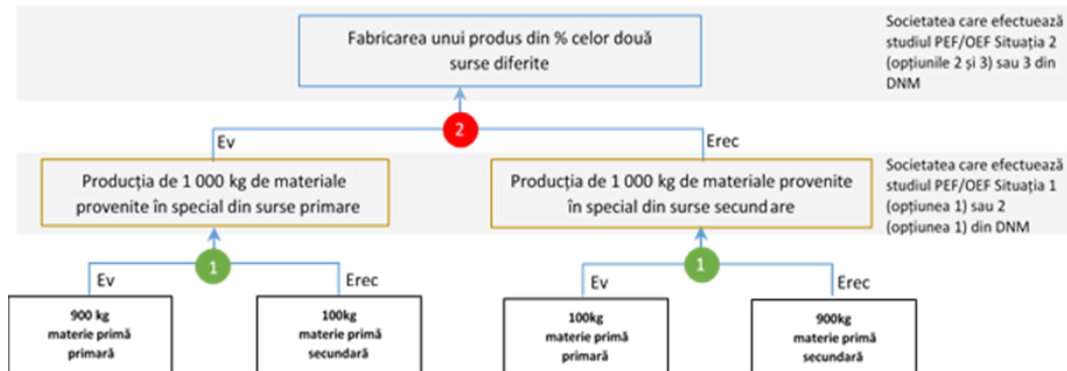 Fabricarea unui produs din % celor două
surse diferite
Societatea care efectuează
studiul PEF/OEF Situația 2
(opțiunile 2 și 3) sau 3 din
DNM
2
Ev
Erec
Producția de 1 000 kg de materiale
provenite în special din surse primare
Producția de 1 000 kg de materiale provenite
în special din surse secundare
Societatea care efectuează
studiul PEF/OEF Situația 1
(opțiunea 1) sau 2
(opțiunea 1) din DNM
1
Ev
Erec
1
Ev
Erec
900 kg
materie primă
primară
100kg
materie primă
secundară
100kg
materie primă
primară
900kg
materie primă
secundară